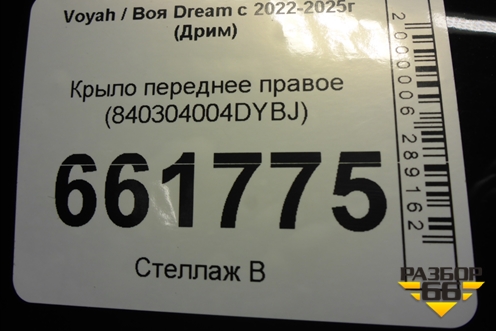 Voyah / Воя Dream с 2022-2025г
(Дрим)
Крыло переднее правое
(840304004DYBJ)
661775
Стеллаж В
2000006289162
РАЗБОР
66